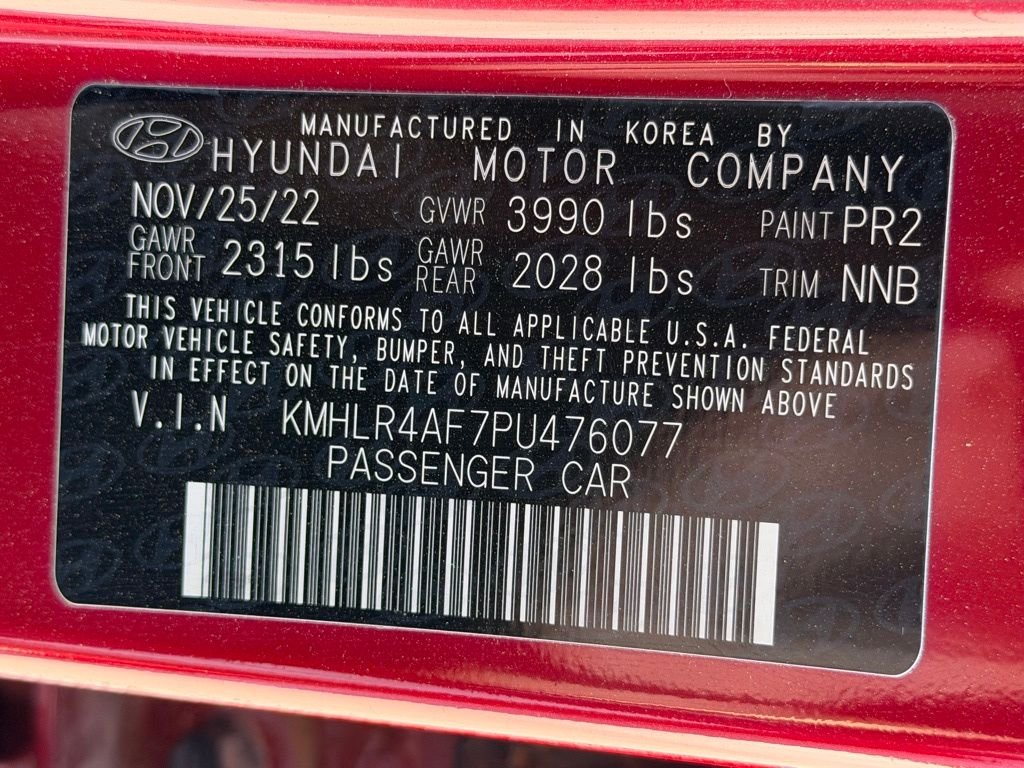 MANUFACTURED IN KOREA BY
HYUNDAI MOTOR COMPANY
NOV/25/22 GVWR 3990 lbs PAINT PR2
GAWR FRONT 2315 lbs GAWR REAR 2028 lbs TRIM NNB
THIS VEHICLE CONFORMS TO ALL APPLICABLE U.S.A. FEDERAL
MOTOR VEHICLE SAFETY, BUMPER, AND THEFT PREVENTION STANDARDS
IN EFFECT ON THE DATE OF MANUFACTURE SHOWN ABOVE
V.I.N KMHLR4AF7PU476077
PASSENGER CAR